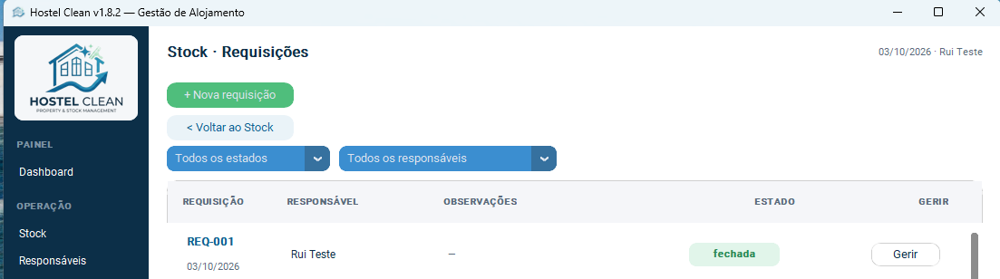 Hostel Clean v1.8.2 — Gestão de Alojamento
HOSTEL CLEAN
PROPERTY & STOCK MANAGEMENT
PAINEL
Dashboard
OPERAÇÃO
Stock
Responsáveis
Stock · Requisições
03/10/2026 · Rui Teste
+ Nova requisição
< Voltar ao Stock
Todos os estados
Todos os responsáveis
REQUISIÇÃO RESPONSÁVEL OBSERVAÇÕES ESTADO GERIR
REQ-001
Rui Teste — fechada Gerir
03/10/2026